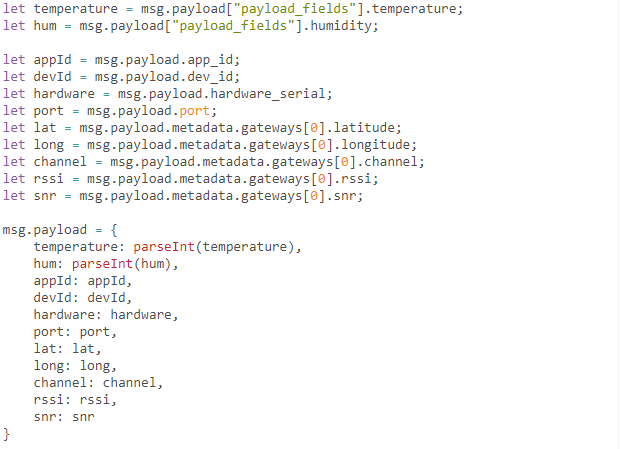 let temperature = msg.payload["payload_fields"].temperature;
let hum = msg.payload["payload_fields"].humidity;

let appId = msg.payload.app_id;
let devId = msg.payload.dev_id;
let hardware = msg.payload.hardware_serial;
let port = msg.payload.port;
let lat = msg.payload.metadata.gateways[0].latitude;
let long = msg.payload.metadata.gateways[0].longitude;
let channel = msg.payload.metadata.gateways[0].channel;
let rssi = msg.payload.metadata.gateways[0].rssi;
let snr = msg.payload.metadata.gateways[0].snr;

msg.payload = {
    temperature: parseInt(temperature),
    hum: parseInt(hum),
    appId: appId,
    devId: devId,
    hardware: hardware,
    port: port,
    lat: lat,
    long: long,
    channel: channel,
    rssi: rssi,
    snr: snr
}